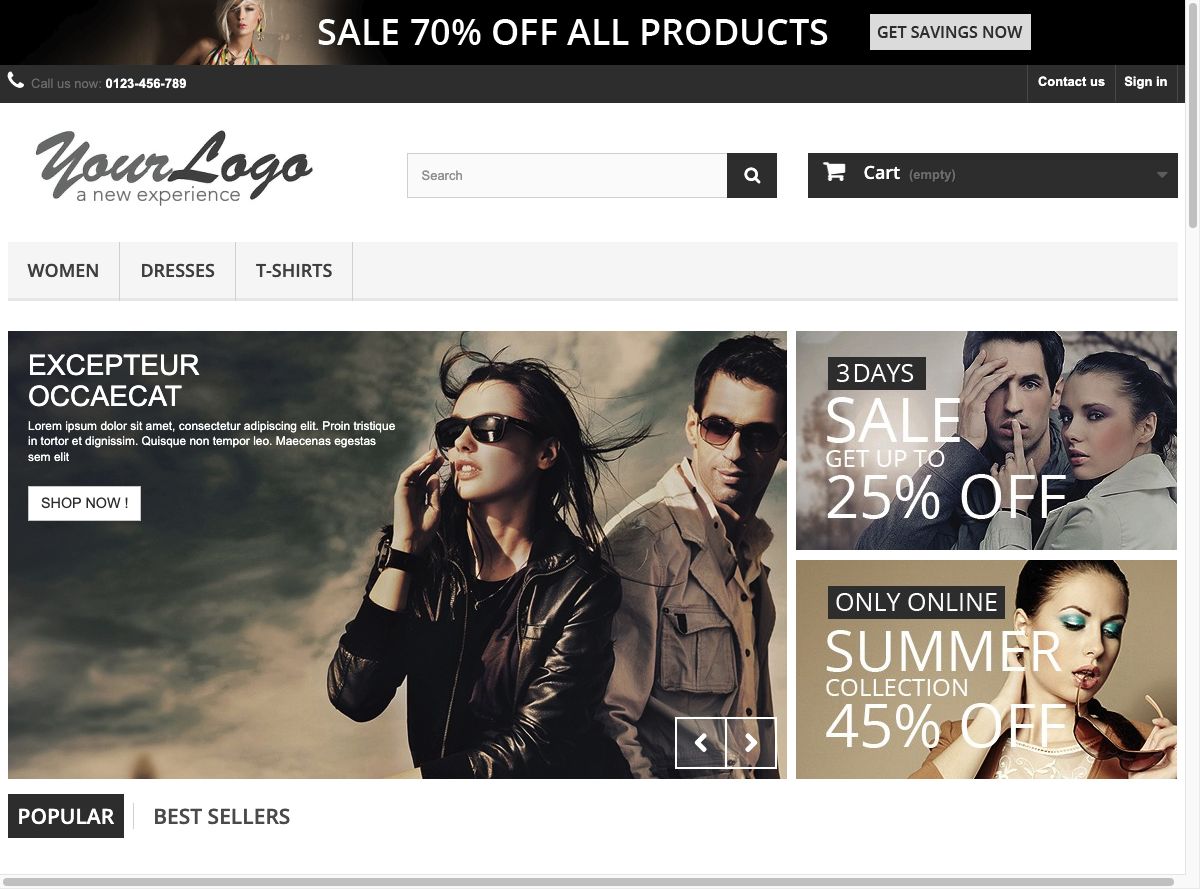 SALE 70% OFF ALL PRODUCTS
GET SAVINGS NOW
Call us now: 0123-456-789
Contact us
Sign in
YourLogo
a new experience
Search
Cart (empty)
WOMEN
DRESSES
T-SHIRTS
EXCEPTEUR
OCCAECAT
Lorem ipsum dolor sit amet, consectetur adipiscing elit. Proin tristique
in tortor et dignissim. Quisque non tempor leo. Maecenas egestas
sem elit
SHOP NOW !
3 DAYS
SALE
GET UP TO
25% OFF
ONLY ONLINE
SUMMER
COLLECTION
45% OFF
POPULAR
BEST SELLERS